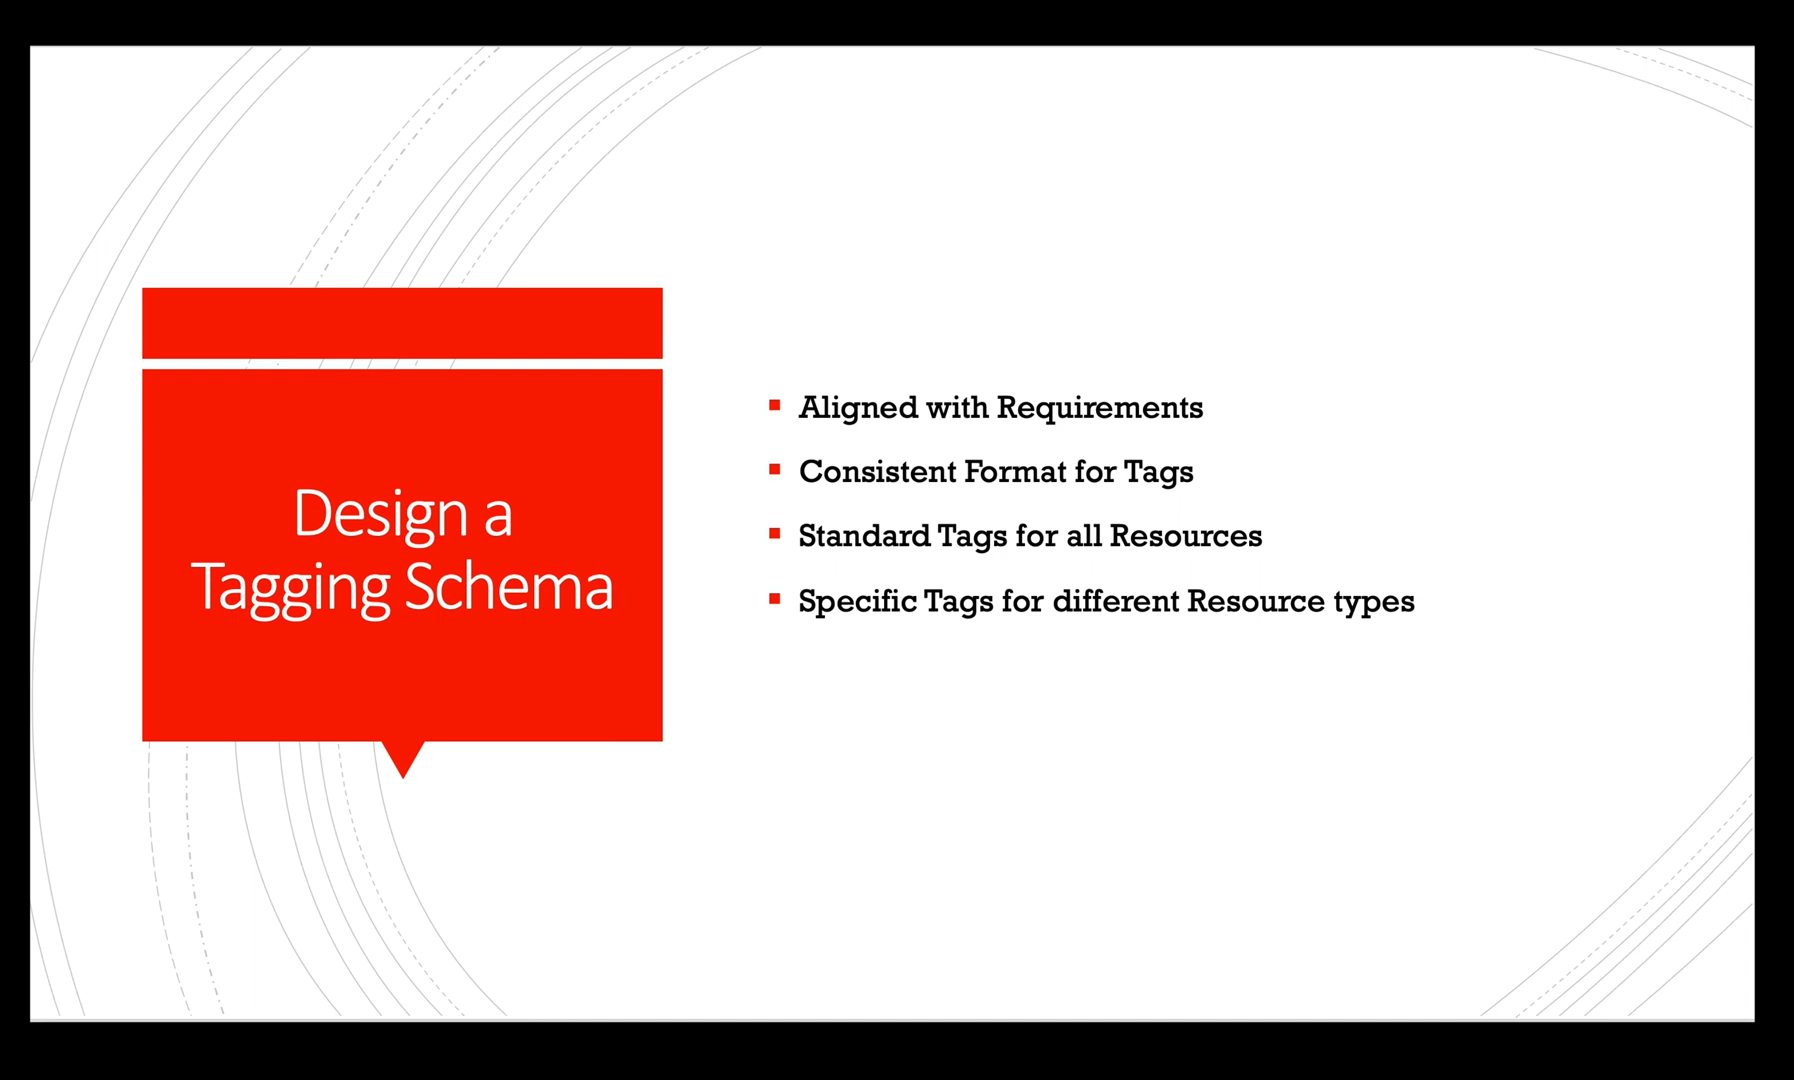 Design a
Tagging Schema
Aligned with Requirements
Consistent Format for Tags
Standard Tags for all Resources
Specific Tags for different Resource types